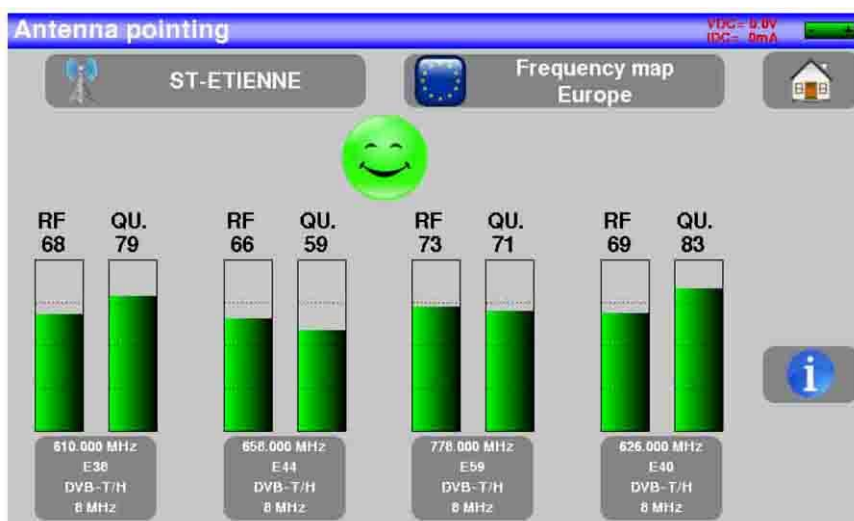 Antenna pointing
VDC= 0.0V
IDC= 0mA
- +
ST-ETIENNE
Frequency map
Europe
RF QU. RF QU. RF QU. RF QU.
68 79 66 59 73 71 69 83
610.000 MHz 658.000 MHz 778.000 MHz 626.000 MHz
E38 E44 E59 E40
DVB-T/H DVB-T/H DVB-T/H DVB-T/H
8 MHz 8 MHz 8 MHz 8 MHz
i